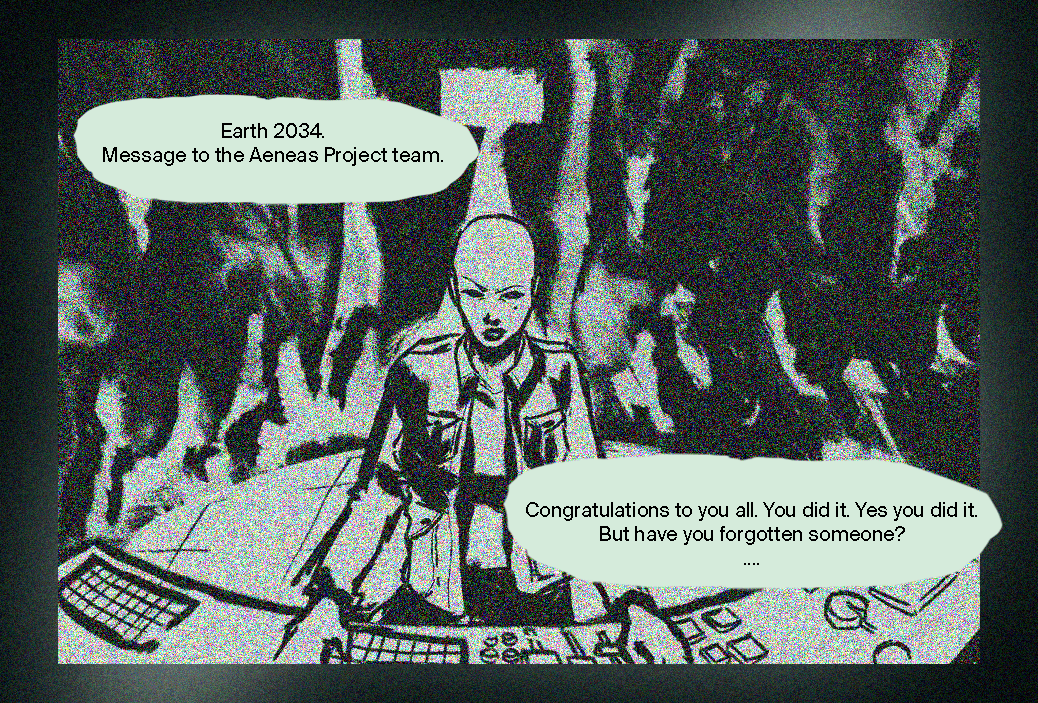 Earth 2034.
Message to the Aeneas Project team.
Congratulations to you all. You did it. Yes you did it.
But have you forgotten someone?
....